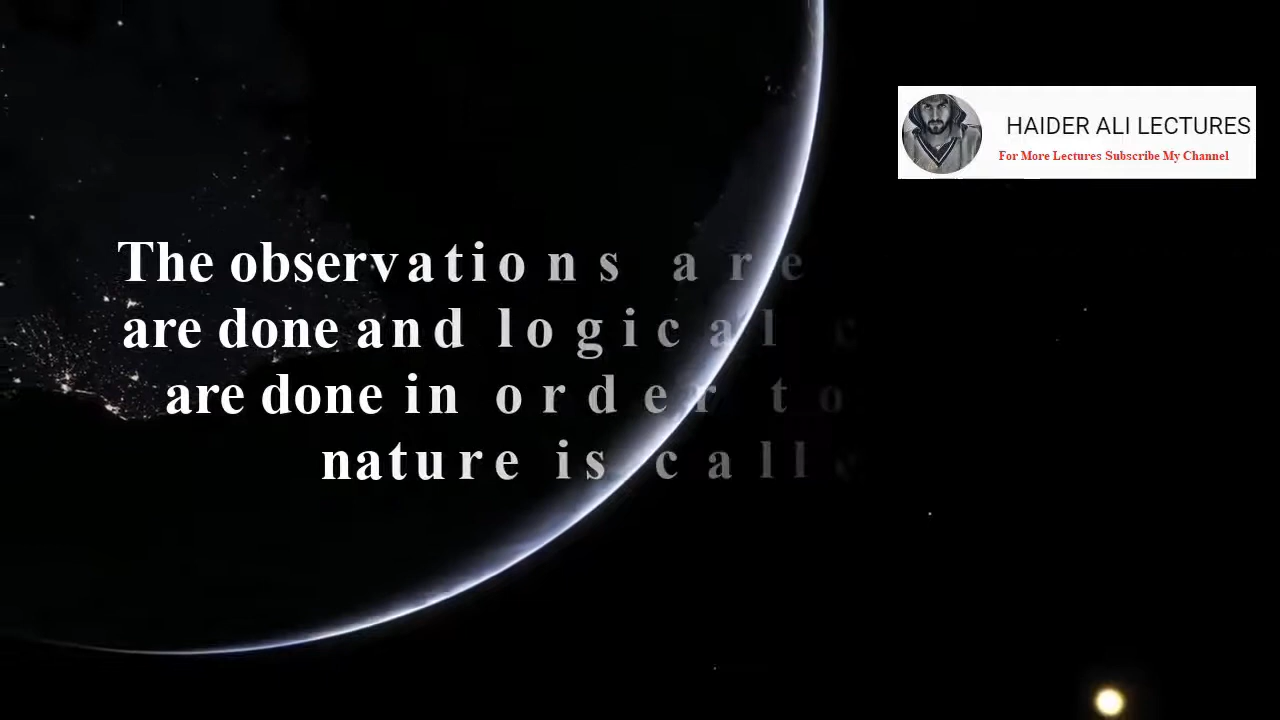 HAIDER ALI LECTURES
For More Lectures Subscribe My Channel
The observations are
are done and logical
are done in order to
nature is